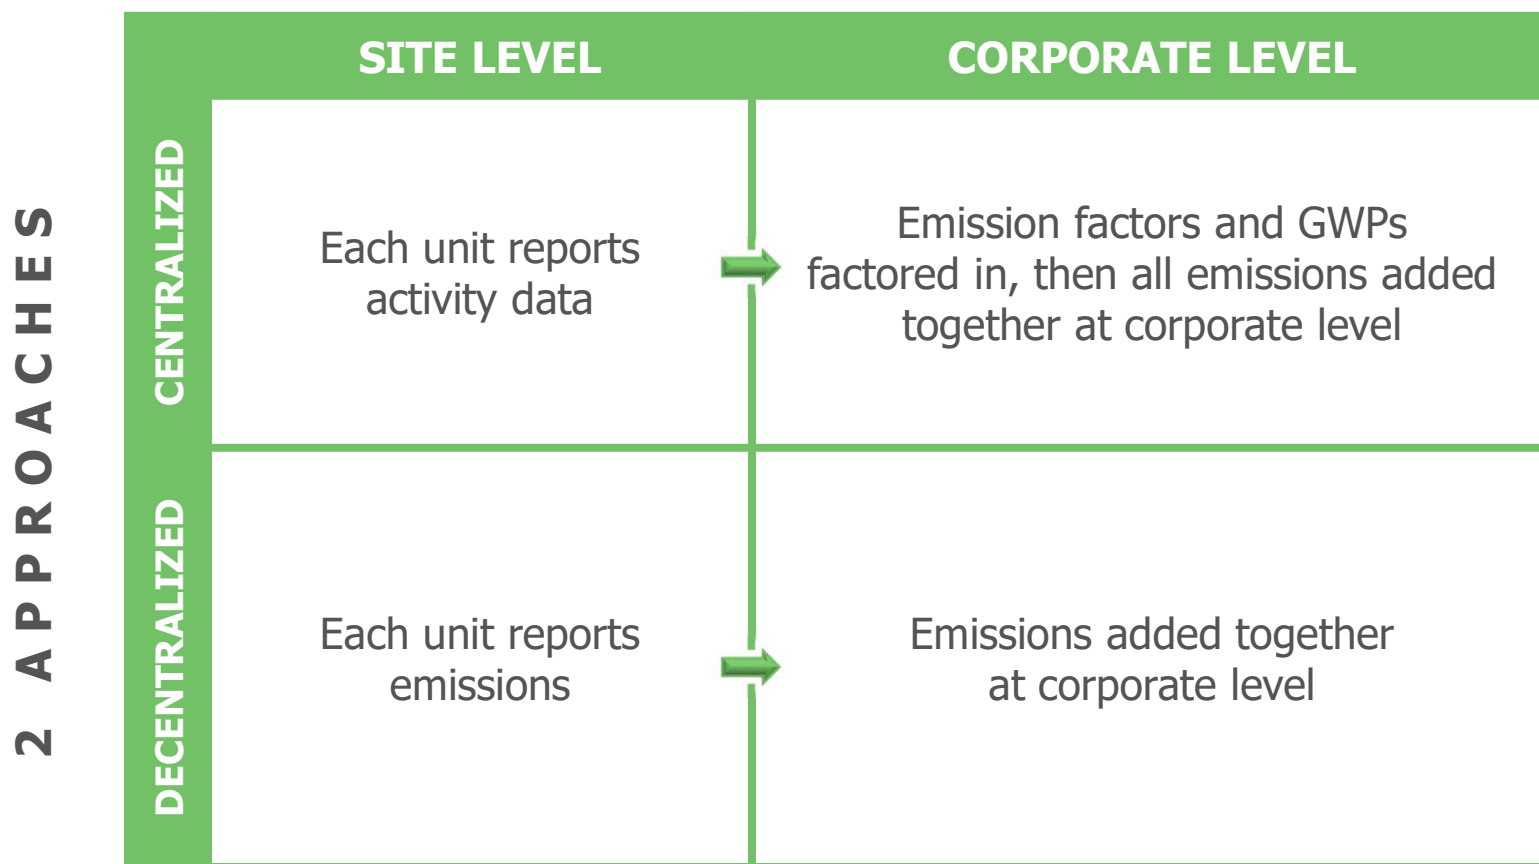 2 APPROACHES
SITE LEVEL
CORPORATE LEVEL
CENTRALIZED
Each unit reports
activity data
Emission factors and GWPs
factored in, then all emissions added
together at corporate level
DECENTRALIZED
Each unit reports
emissions
Emissions added together
at corporate level